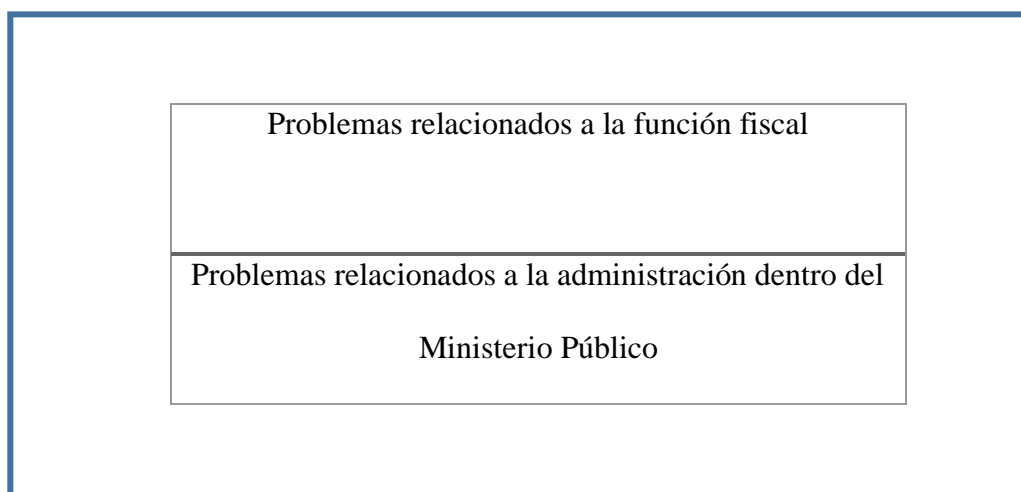 Problemas relacionados a la función fiscal
Problemas relacionados a la administración dentro del
Ministerio Público